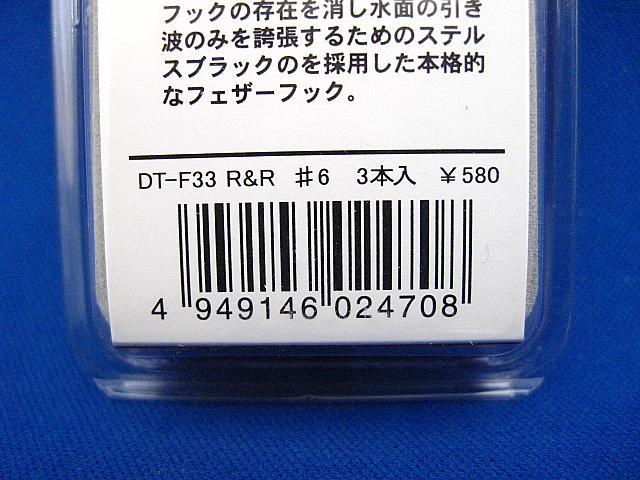 フックの存在を消し水面の引き
波のみを誇張するためのステル
スブラックのを採用した本格的
なフェザーフック。
DT-F33 R&R ♯6 3本入 ¥580
4 949146 024708